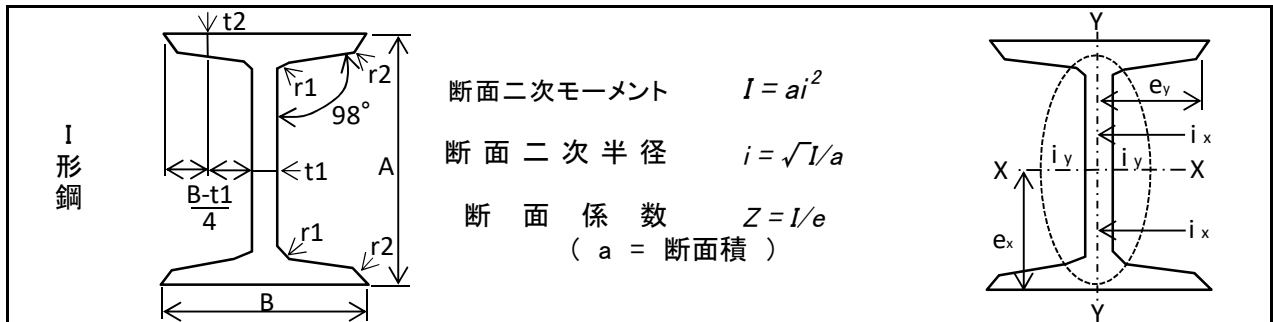 I
形
鋼
t2
r1
r2
98°
A
t1
B-t1
4
r1
r2
B
断面二次モーメント I = ai²
断面二次半径 i = √I/a
断面係数 Z = I/e
( a = 断面積 )
Y
ey
ix
iy iy
X X
ex
ix
Y